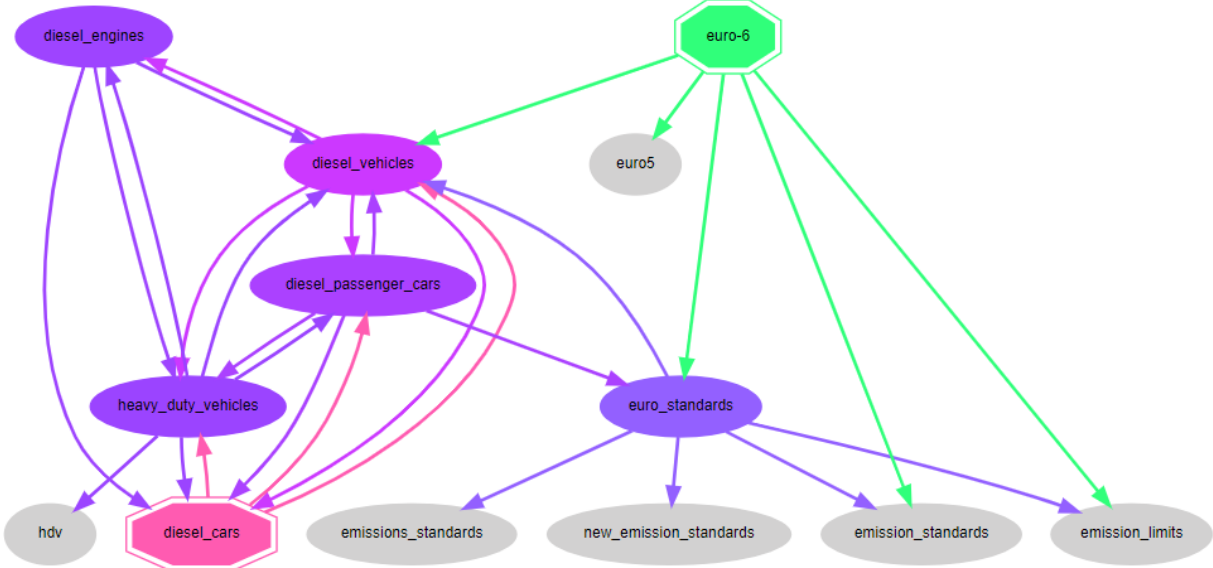 diesel_engines
euro-6
diesel_vehicles
euro5
diesel_passenger_cars
heavy_duty_vehicles
euro_standards
hdv
diesel_cars
emissions_standards
new_emission_standards
emission_standards
emission_limits